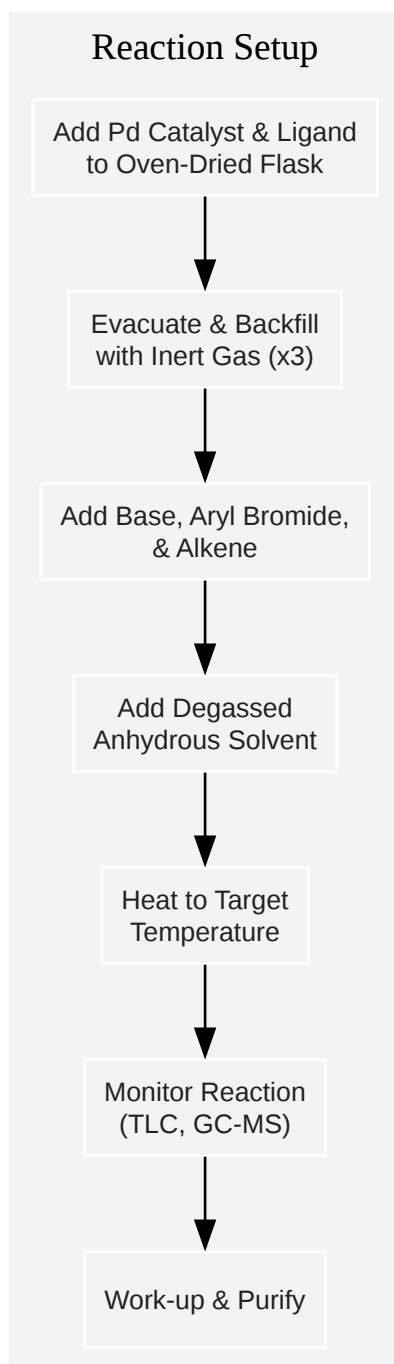 Reaction Setup
Add Pd Catalyst & Ligand
to Oven-Dried Flask
Evacuate & Backfill
with Inert Gas (x3)
Add Base, Aryl Bromide,
& Alkene
Add Degassed
Anhydrous Solvent
Heat to Target
Temperature
Monitor Reaction
(TLC, GC-MS)
Work-up & Purify